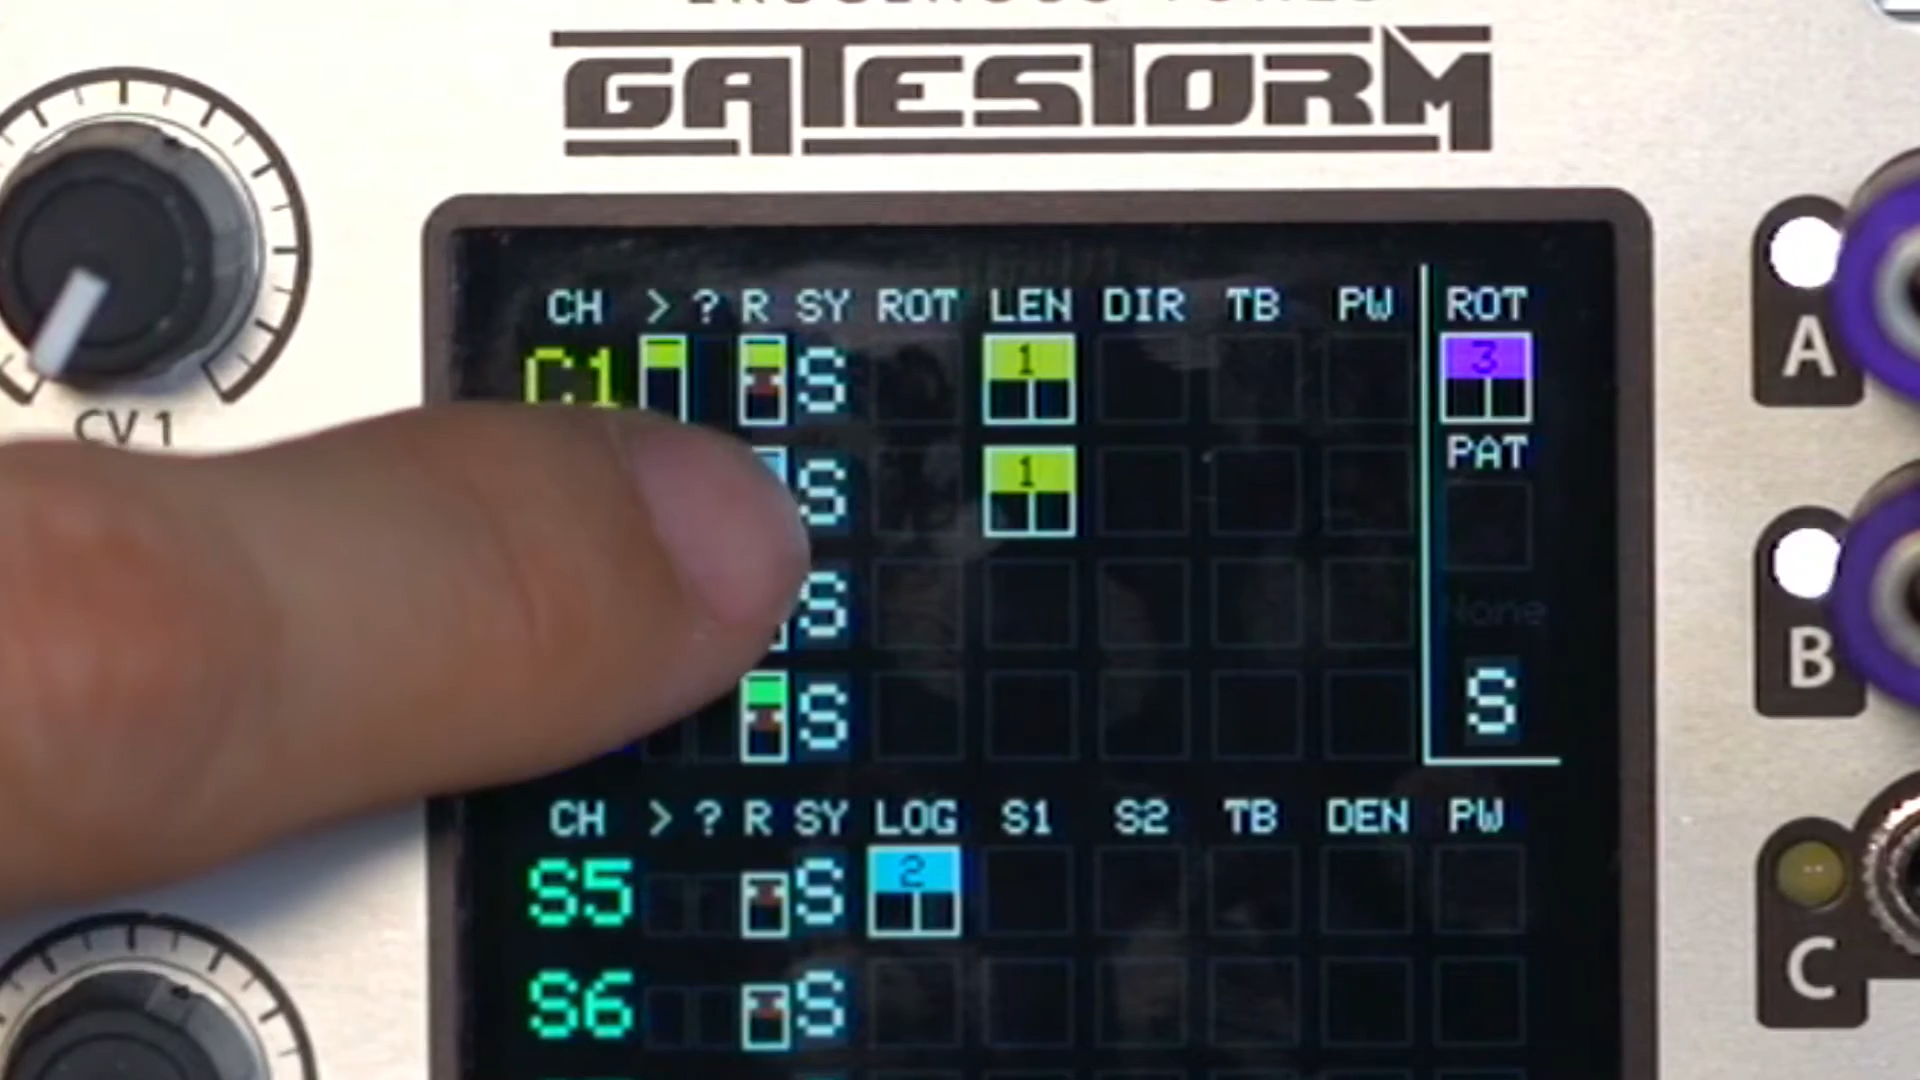 GATESTORM
CH > ? R SY ROT LEN DIR TB PW ROT
C1 S 1 3
PAT
S 1
S None
S S
CH > ? R SY LOG S1 S2 TB DEN PW
S5 S 2
S6 S
CV 1
A
B
C